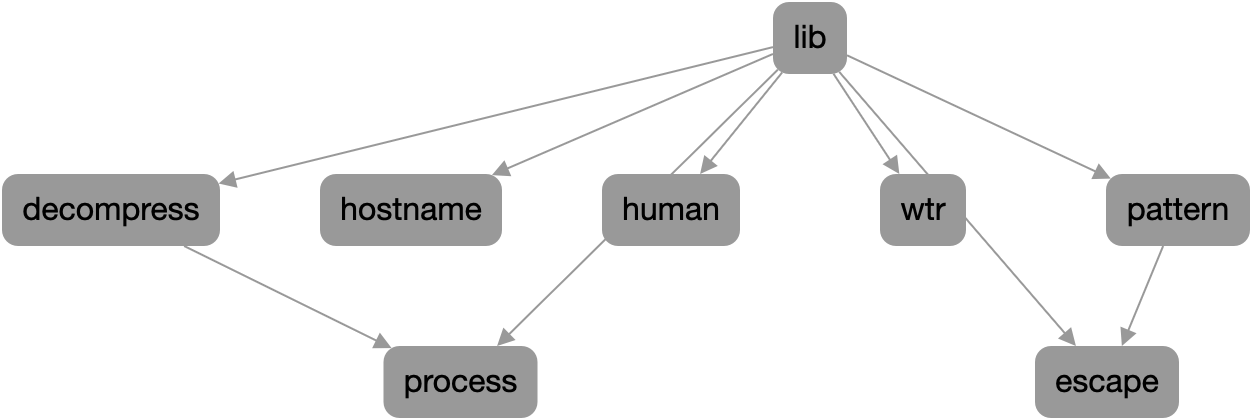 lib
decompress
hostname
human
wtr
pattern
process
escape